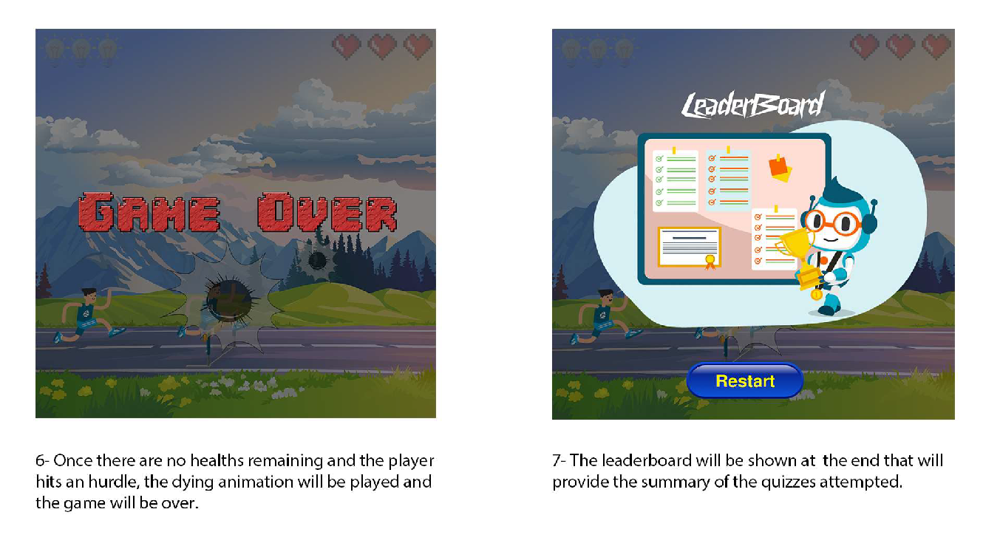 GAME OVER
LeaderBoard
Restart
6- Once there are no healths remaining and the player
hits an hurdle, the dying animation will be played and
the game will be over.
7- The leaderboard will be shown at the end that will
provide the summary of the quizzes attempted.